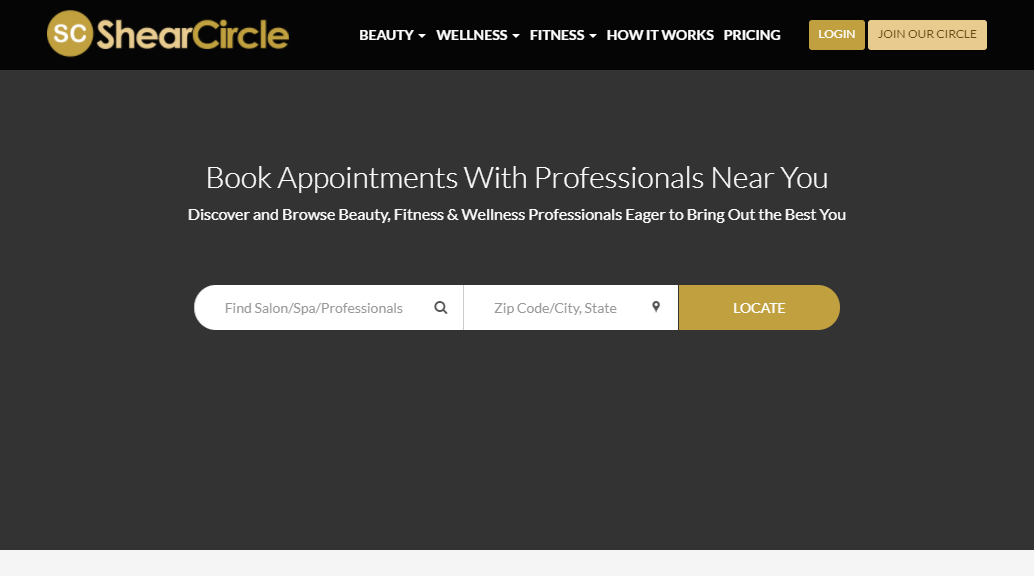 SC ShearCircle
BEAUTY WELLNESS FITNESS HOW IT WORKS PRICING LOGIN JOIN OUR CIRCLE
Book Appointments With Professionals Near You
Discover and Browse Beauty, Fitness & Wellness Professionals Eager to Bring Out the Best You
Find Salon/Spa/Professionals Zip Code/City, State LOCATE